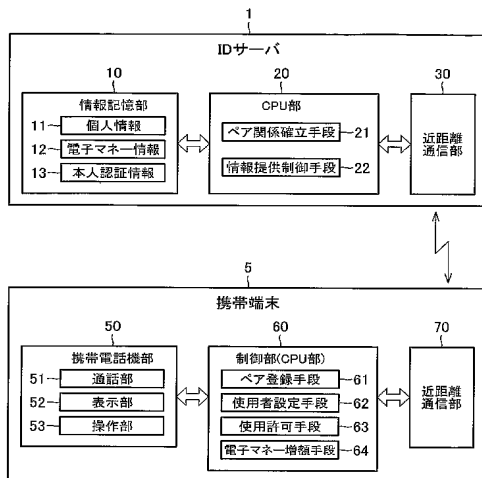 1
IDサーバ
10
情報記憶部
11 個人情報
12 電子マネー情報
13 本人認証情報
20
CPU部
ペア関係確立手段 21
情報提供制御手段 22
30
近距離
通信部
5
携帯端末
50
携帯電話機部
51 通話部
52 表示部
53 操作部
60
制御部(CPU部)
ペア登録手段 61
使用者設定手段 62
使用許可手段 63
電子マネー増額手段 64
70
近距離
通信部